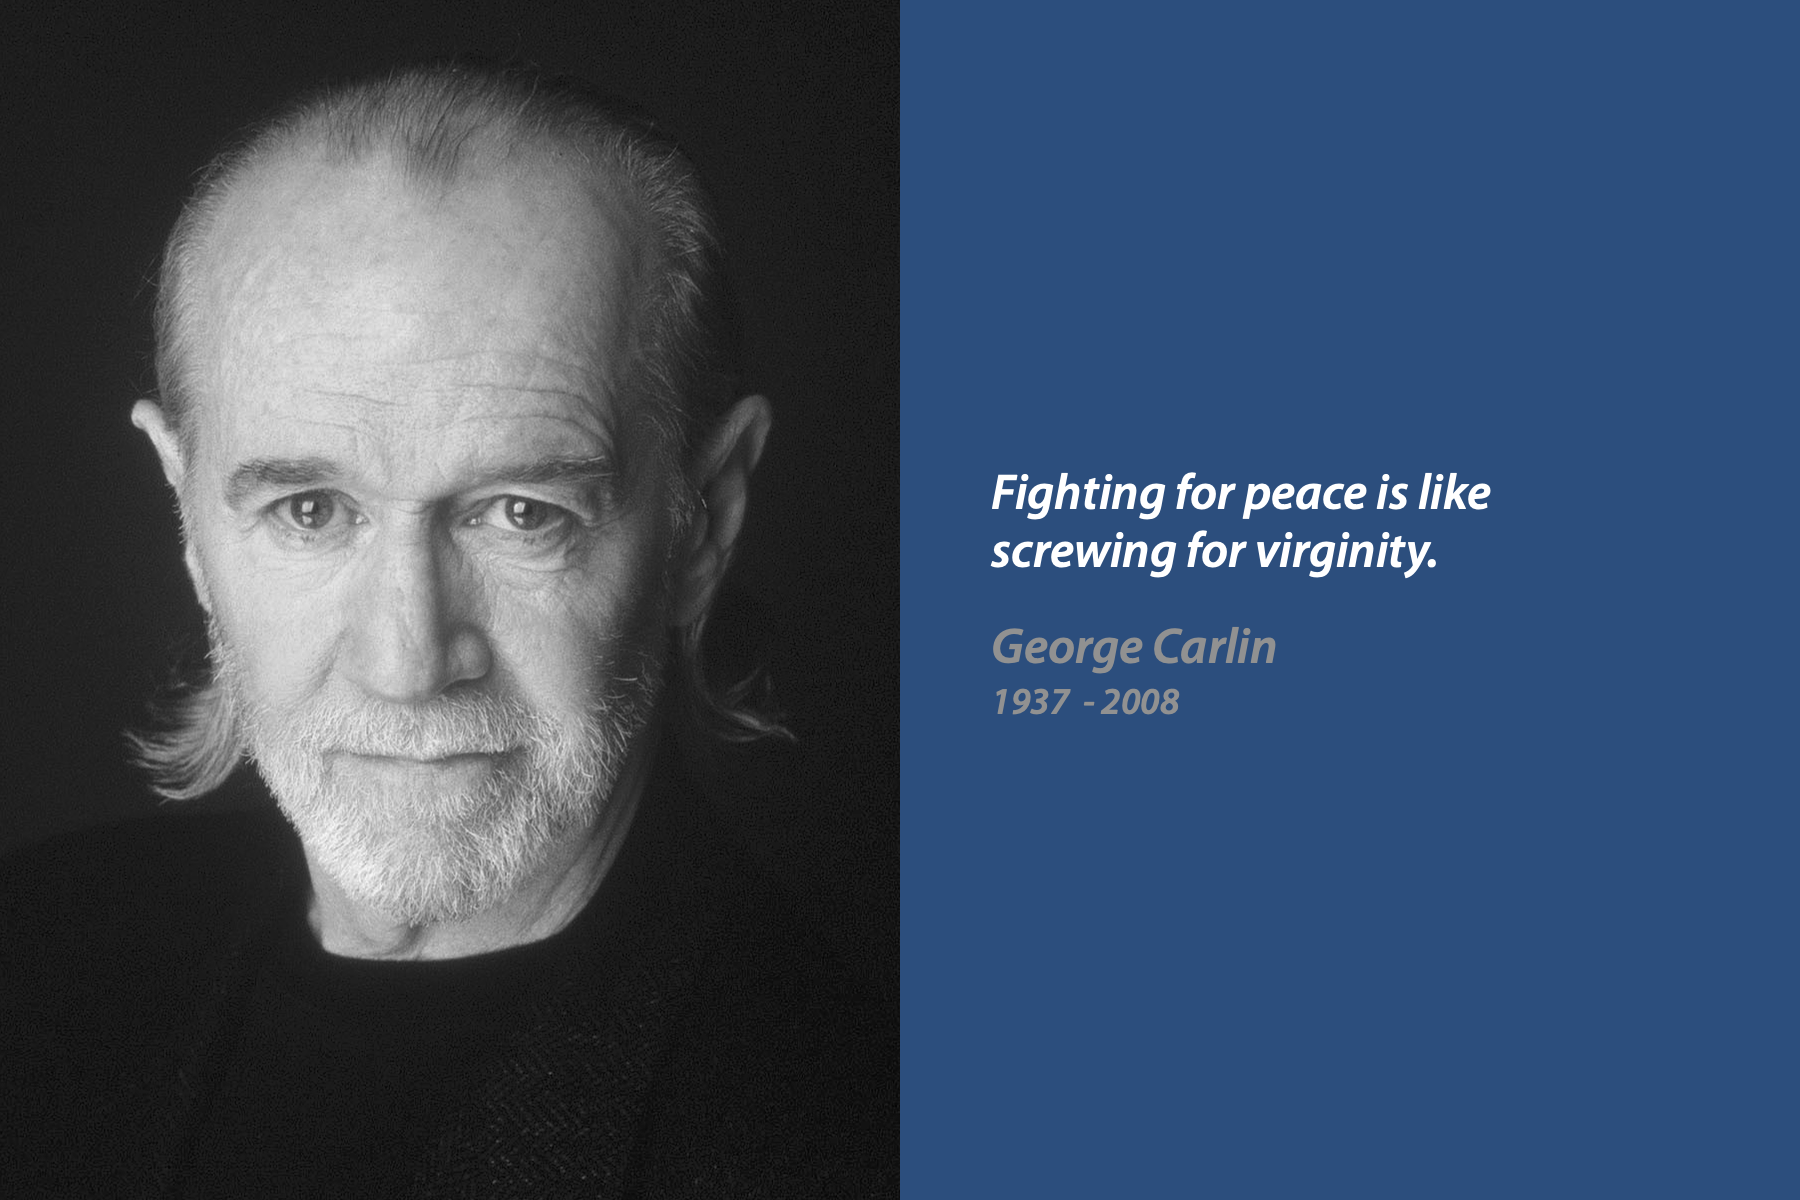 Fighting for peace is like
screwing for virginity.
George Carlin
1937 - 2008